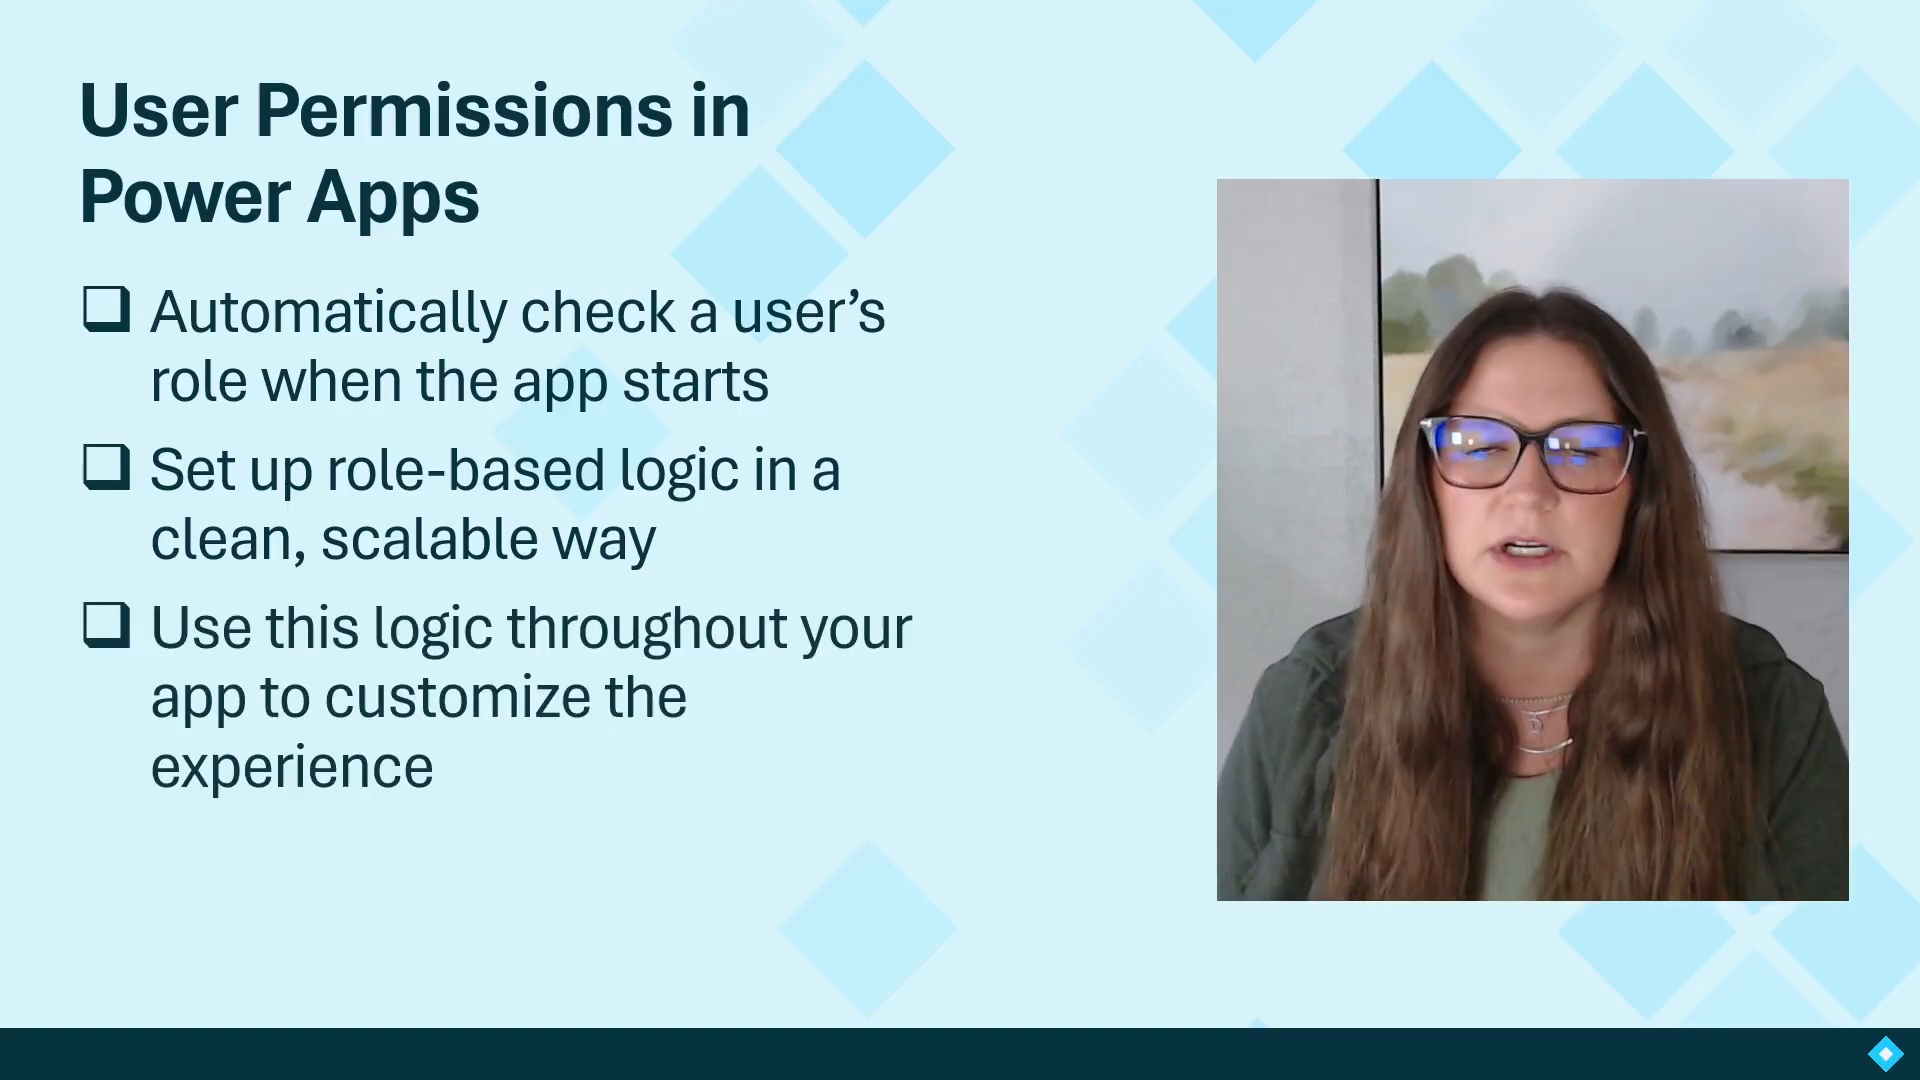 User Permissions in
Power Apps
Automatically check a user’s
role when the app starts
Set up role-based logic in a
clean, scalable way
Use this logic throughout your
app to customize the
experience